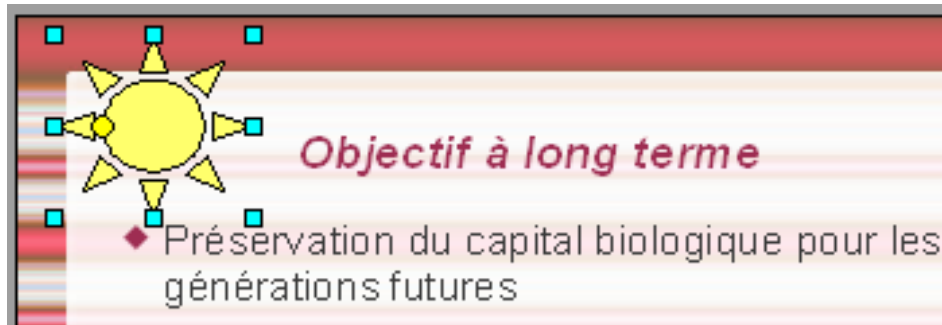 Objectif à long terme
Préservation du capital biologique pour les
générations futures